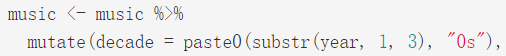 music <- music %>%
mutate(decade = paste0(substr(year, 1, 3), "0s"),